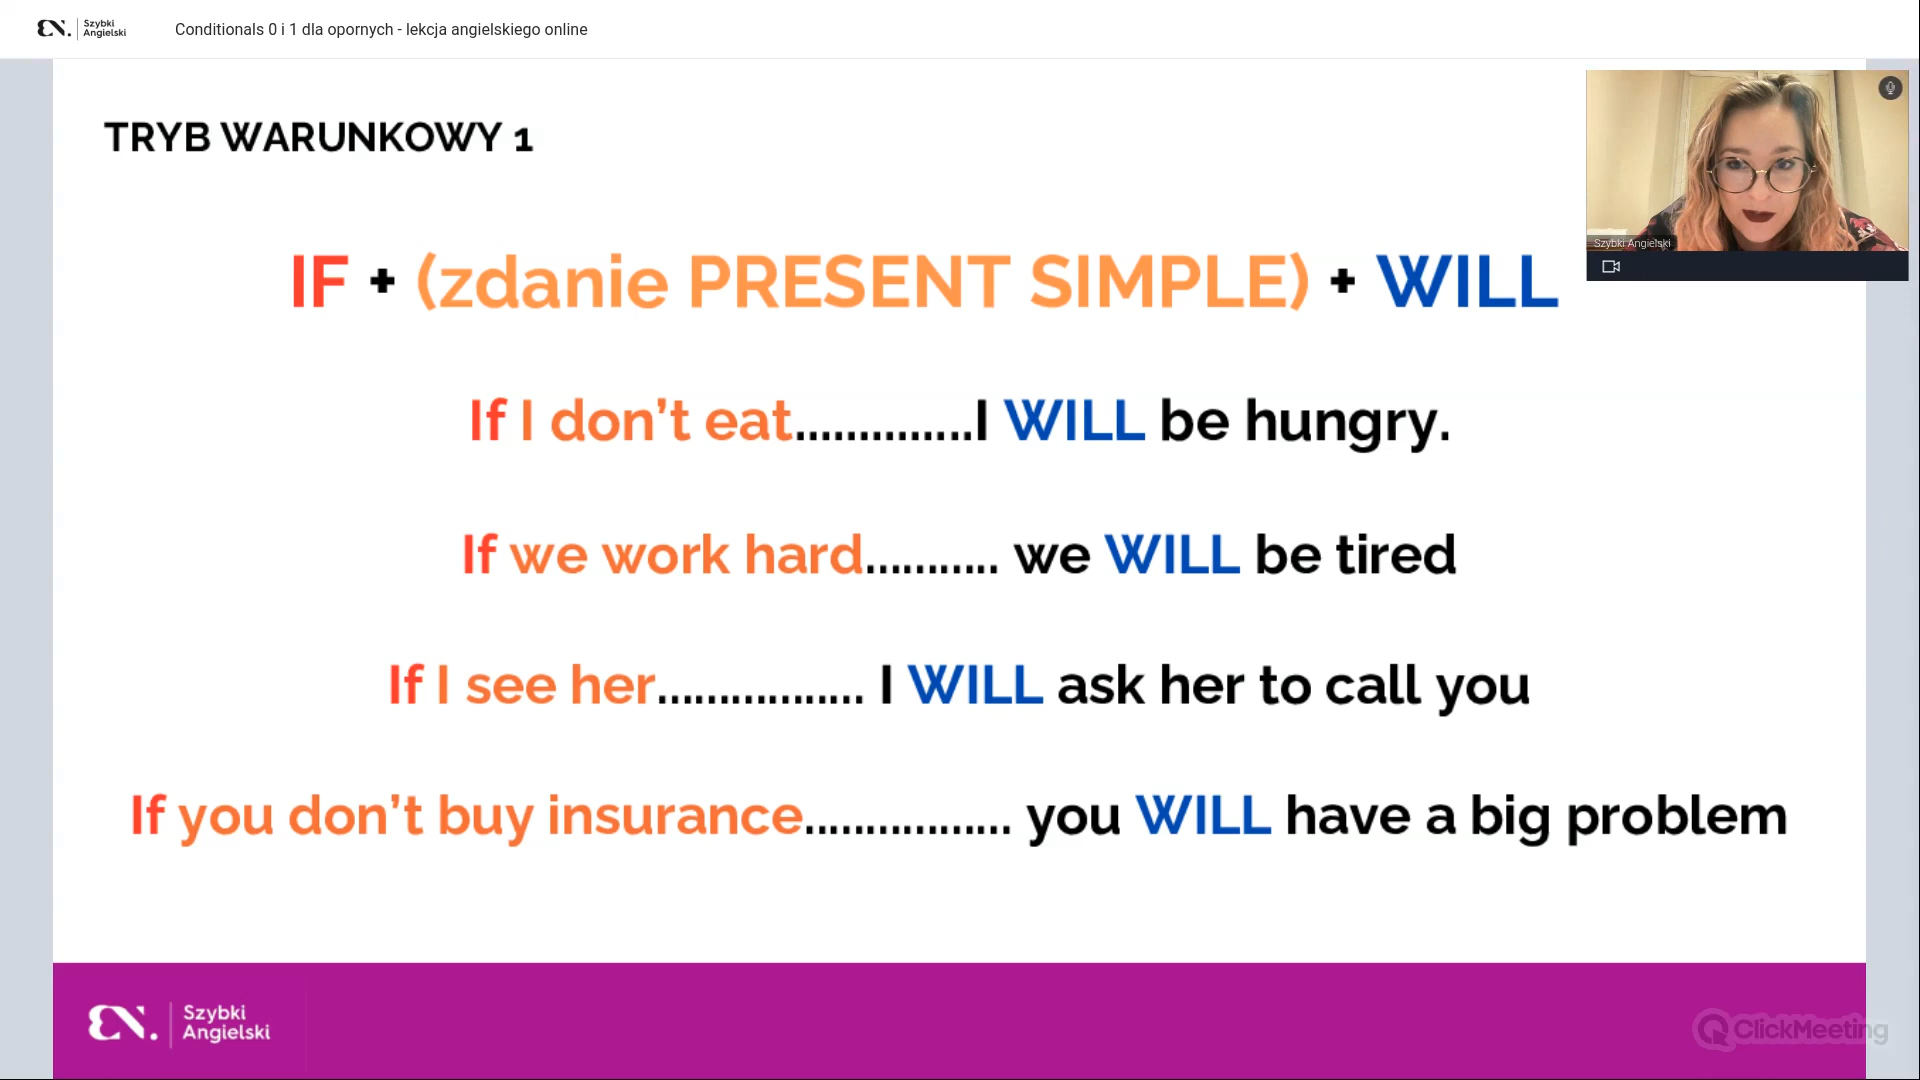 Szybki
Angielski
Conditionals 0 i 1 dla opornych - lekcja angielskiego online
TRYB WARUNKOWY 1
IF + (zdanie PRESENT SIMPLE) + WILL
If I don't eat..............I WILL be hungry.
If we work hard........... we WILL be tired
If I see her................. I WILL ask her to call you
If you don't buy insurance................. you WILL have a big problem
Szybki Angielski
Szybki
Angielski
ClickMeeting